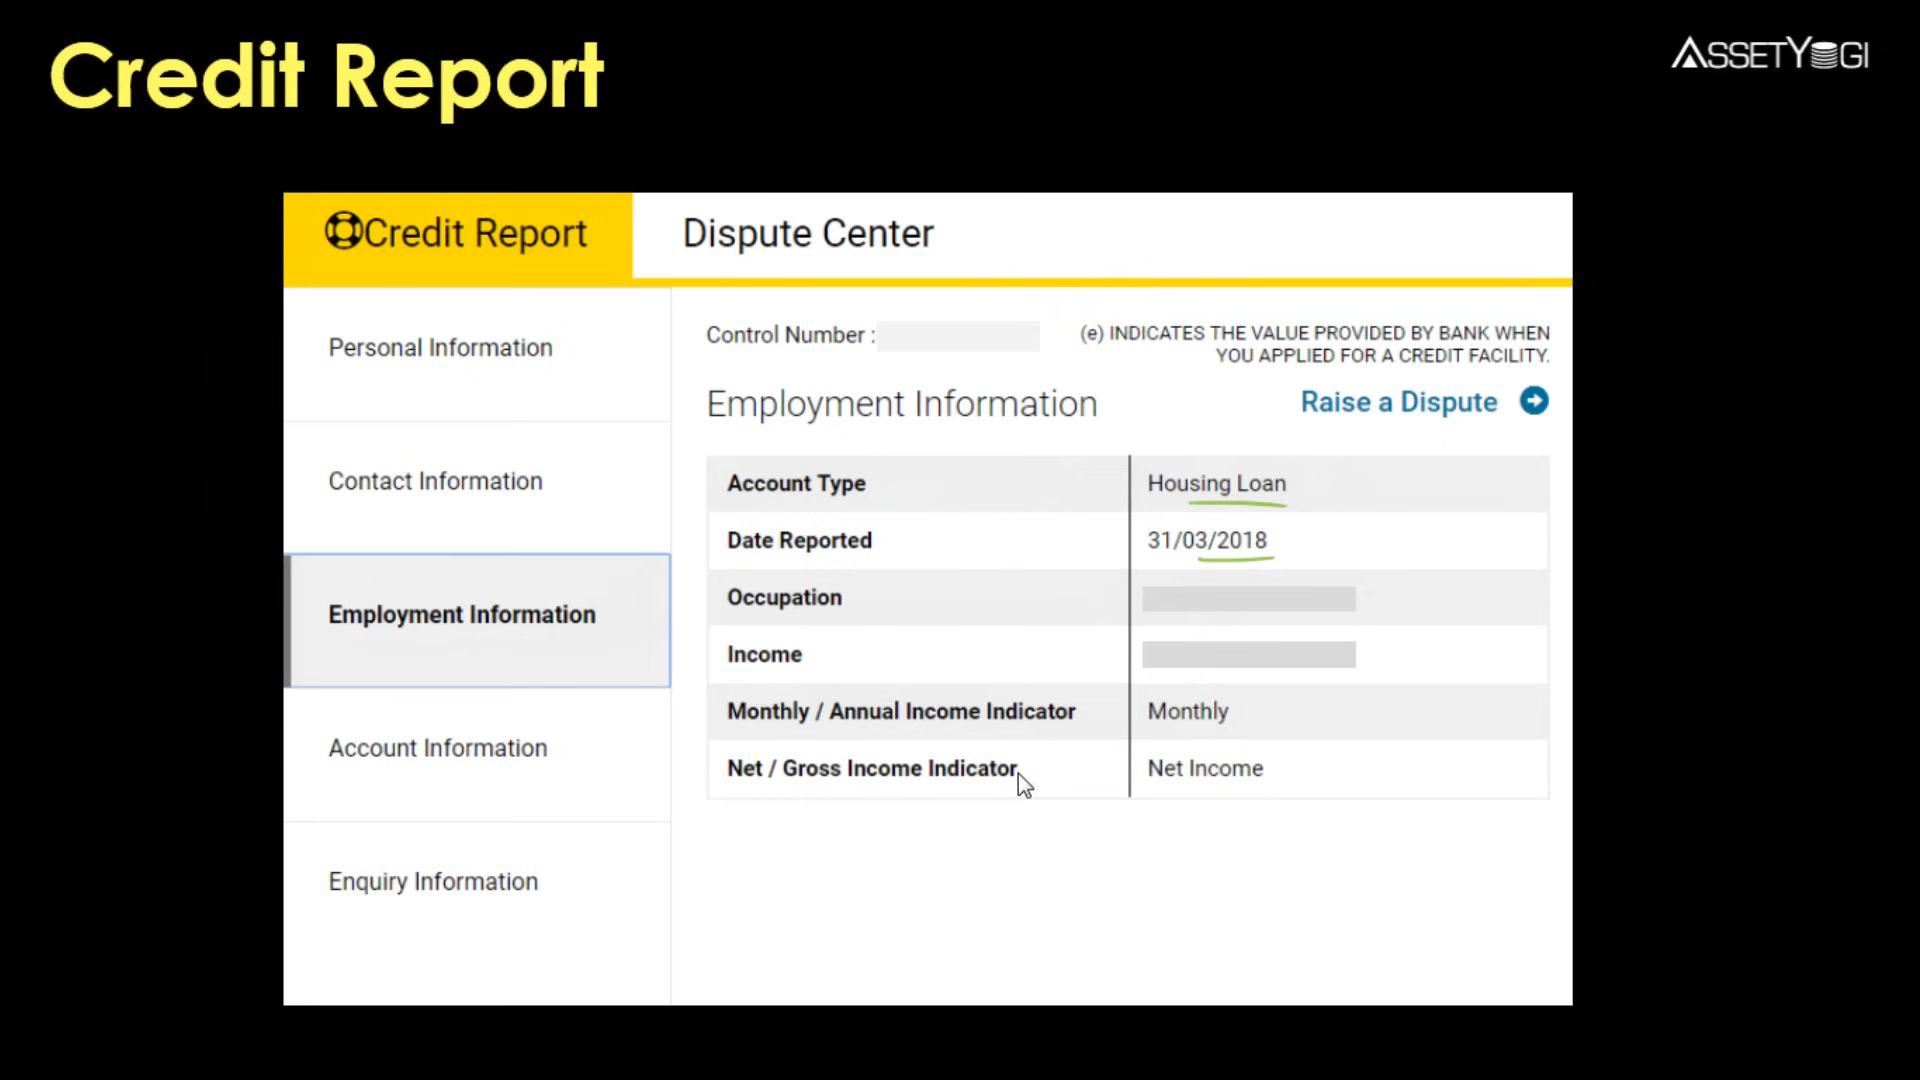 Credit Report
ASSETYOGI
Credit Report
Dispute Center
Personal Information
Contact Information
Employment Information
Account Information
Enquiry Information
Control Number :
(e) INDICATES THE VALUE PROVIDED BY BANK WHEN
YOU APPLIED FOR A CREDIT FACILITY.
Employment Information
Raise a Dispute
Account Type Housing Loan
Date Reported 31/03/2018
Occupation
Income
Monthly / Annual Income Indicator Monthly
Net / Gross Income Indicator Net Income